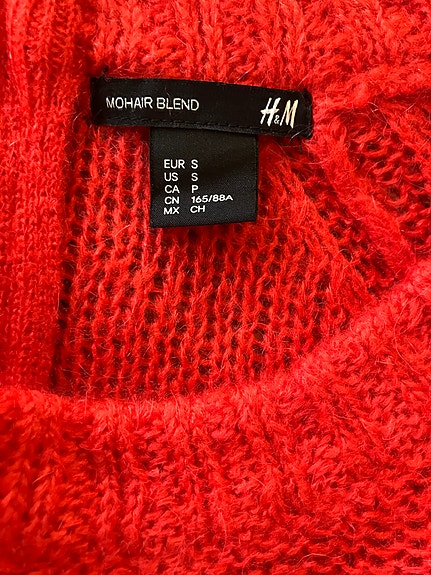 MOHAIR BLEND H&M
EUR S
US S
CA P
CN 165/88A
MX CH